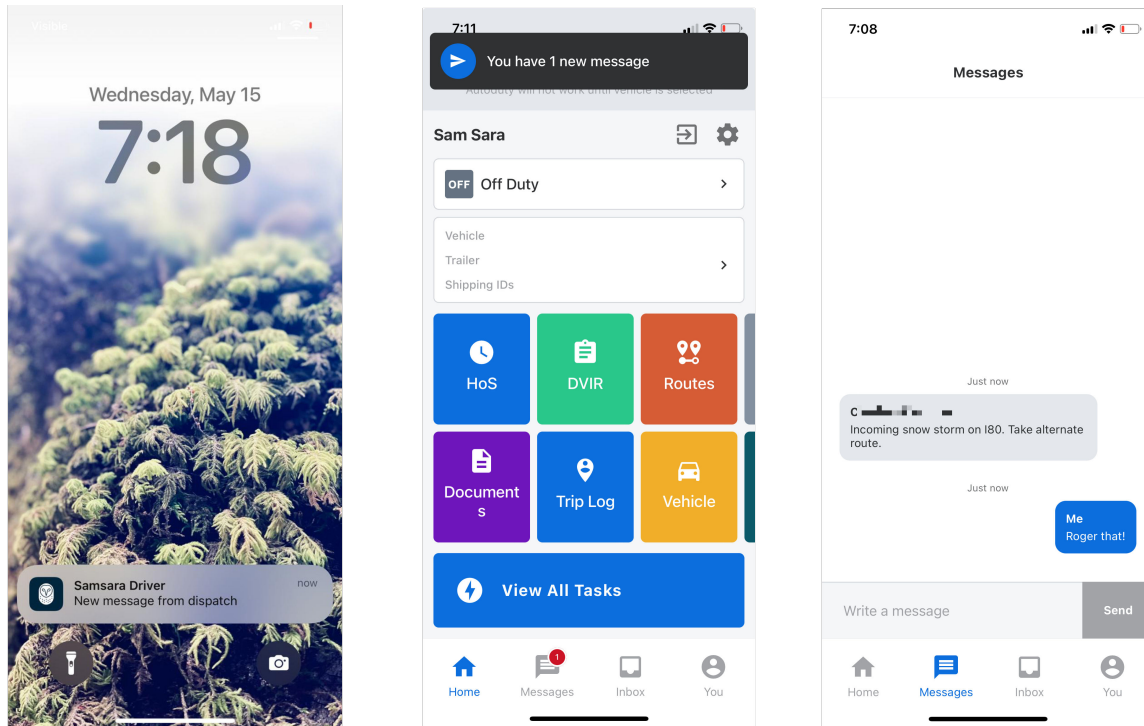 Visible
Wednesday, May 15
7:18
Samsara Driver
now
New message from dispatch
7:11
You have 1 new message
Autoduty will not work until vehicle is selected
Sam Sara
OFF Off Duty
Vehicle
Trailer
Shipping IDs
HoS
DVIR
Routes
Document
s
Trip Log
Vehicle
View All Tasks
1
Home
Messages
Inbox
You
7:08
Messages
Just now
C
Incoming snow storm on I80. Take alternate
route.
Just now
Me
Roger that!
Write a message
Send
Home
Messages
Inbox
You